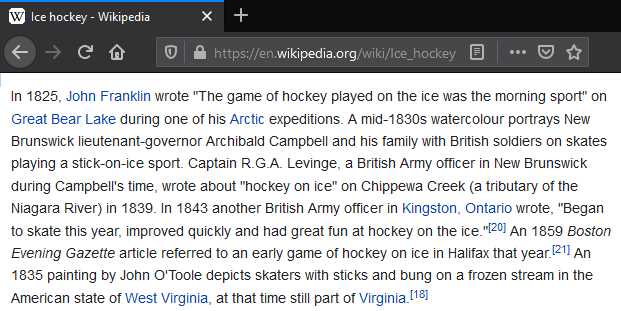 Ice hockey - Wikipedia
https://en.wikipedia.org/wiki/Ice_hockey
In 1825, John Franklin wrote "The game of hockey played on the ice was the morning sport" on
Great Bear Lake during one of his Arctic expeditions. A mid-1830s watercolour portrays New
Brunswick lieutenant-governor Archibald Campbell and his family with British soldiers on skates
playing a stick-on-ice sport. Captain R.G.A. Levinge, a British Army officer in New Brunswick
during Campbell's time, wrote about "hockey on ice" on Chippewa Creek (a tributary of the
Niagara River) in 1839. In 1843 another British Army officer in Kingston, Ontario wrote, "Began
to skate this year, improved quickly and had great fun at hockey on the ice."[20] An 1859 Boston
Evening Gazette article referred to an early game of hockey on ice in Halifax that year.[21] An
1835 painting by John O'Toole depicts skaters with sticks and bung on a frozen stream in the
American state of West Virginia, at that time still part of Virginia.[18]